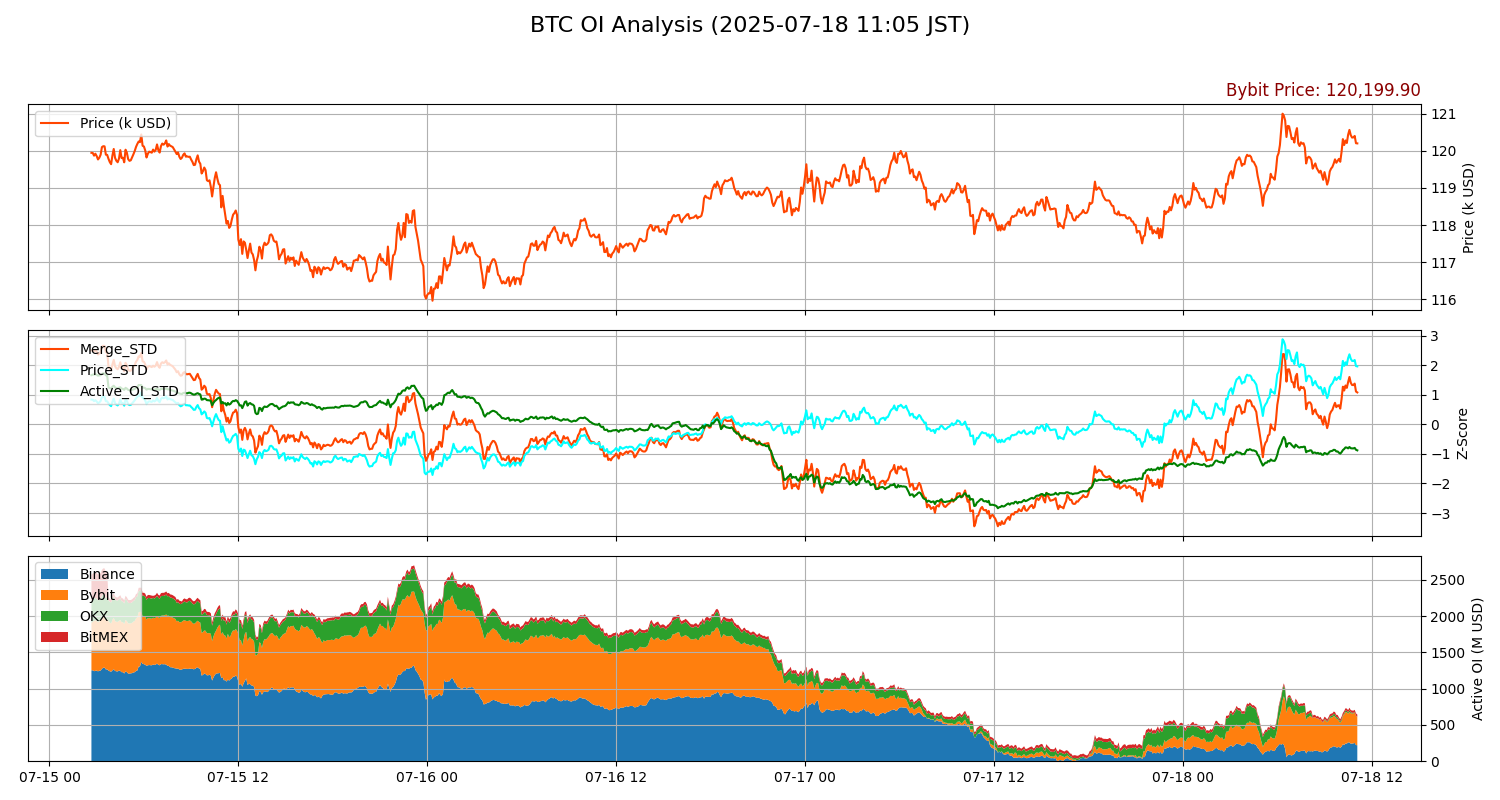 BTC OI Analysis (2025-07-18 11:05 JST)
Bybit Price: 120,199.90
Price (k USD)
121
120
119
118
117
116
Price (k USD)
Merge_STD
Price_STD
Active_OI_STD
3
2
1
0
−1
−2
−3
Z-Score
Binance
Bybit
OKX
BitMEX
2500
2000
1500
1000
500
0
Active OI (M USD)
07-15 00
07-15 12
07-16 00
07-16 12
07-17 00
07-17 12
07-18 00
07-18 12